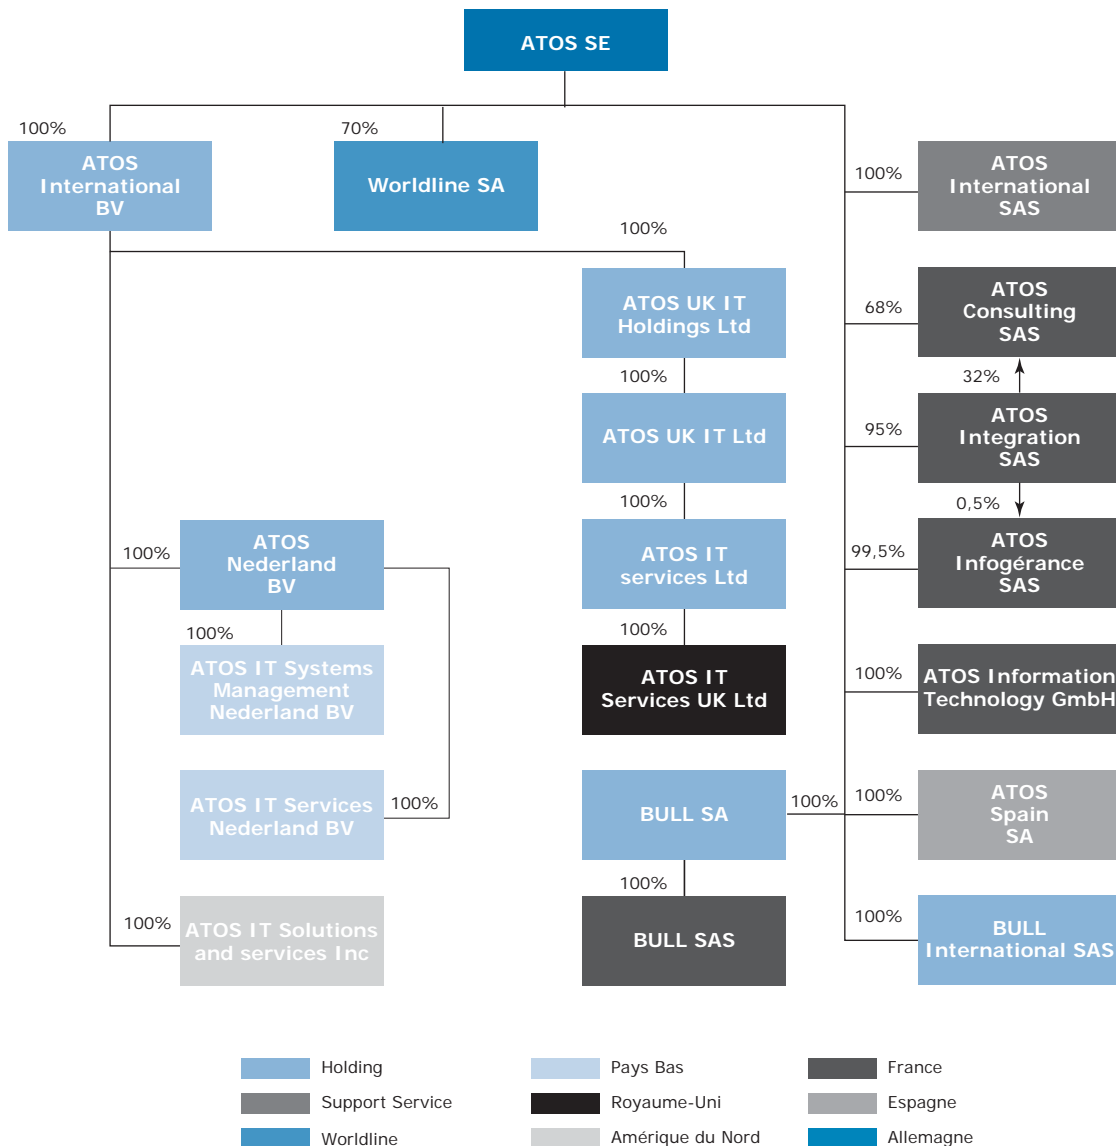 ATOS SE
100%
ATOS
International
BV
70%
Worldline SA
100%
ATOS
International
SAS
100%
ATOS UK IT
Holdings Ltd
68%
ATOS
Consulting
SAS
100%
32%
ATOS UK IT Ltd
95%
ATOS
Integration
SAS
100%
0,5%
100%
ATOS
Nederland
BV
ATOS IT
services Ltd
99,5%
ATOS
Infogérance
SAS
100%
100%
ATOS IT Systems
Management
Nederland BV
ATOS IT
Services UK Ltd
100%
ATOS Information
Technology GmbH
ATOS IT Services
Nederland BV
100%
BULL SA
100%
100%
ATOS
Spain
SA
100%
100%
ATOS IT Solutions
and services Inc
BULL SAS
100%
BULL
International SAS
Holding
Pays Bas
France
Support Service
Royaume-Uni
Espagne
Worldline
Amérique du Nord
Allemagne